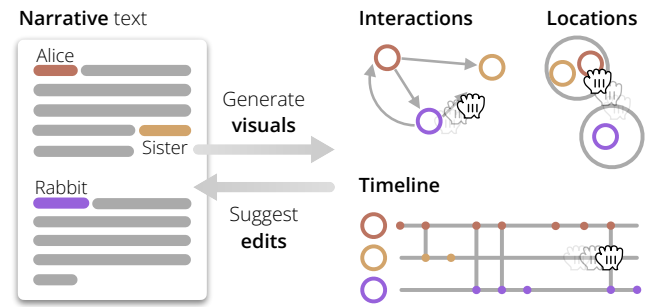 Narrative text
Alice
Sister
Rabbit
Generate
visuals
Suggest
edits
Interactions
Locations
Timeline